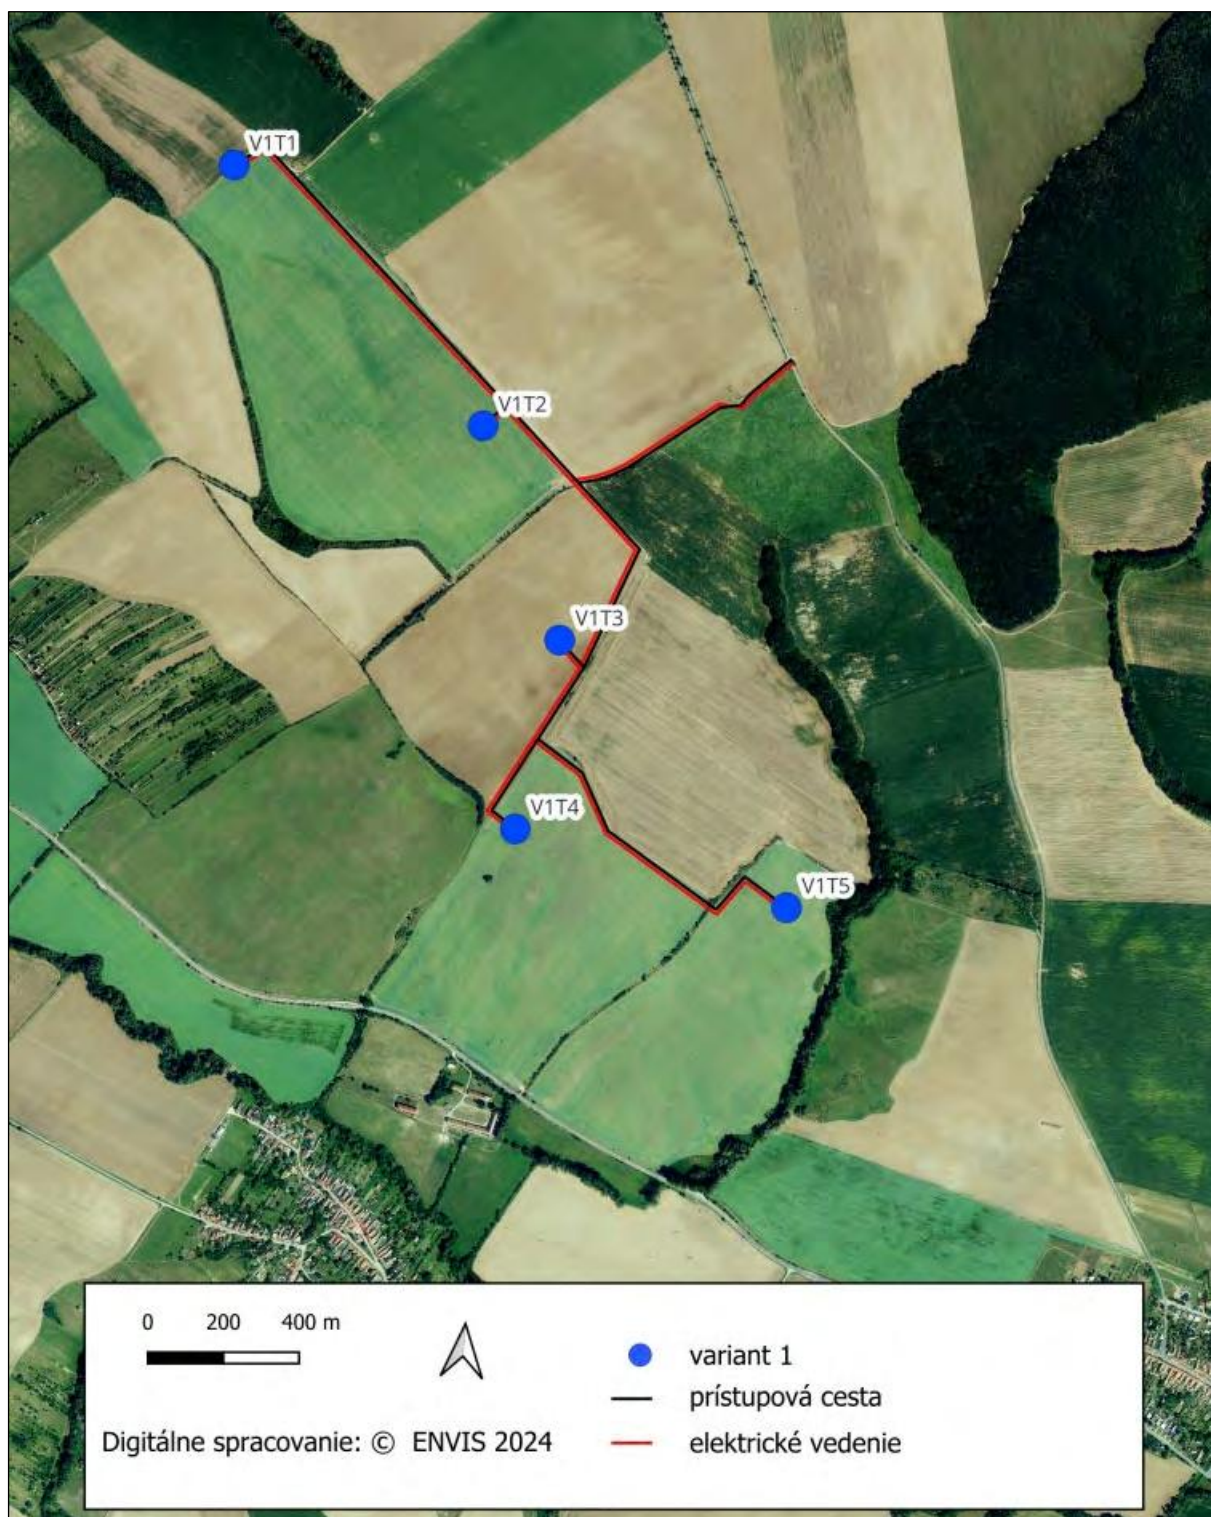 V1T1
V1T2
V1T3
V1T4
V1T5
0 200 400 m
variant 1
prístupová cesta
Digitálne spracovanie: © ENVIS 2024
elektrické vedenie